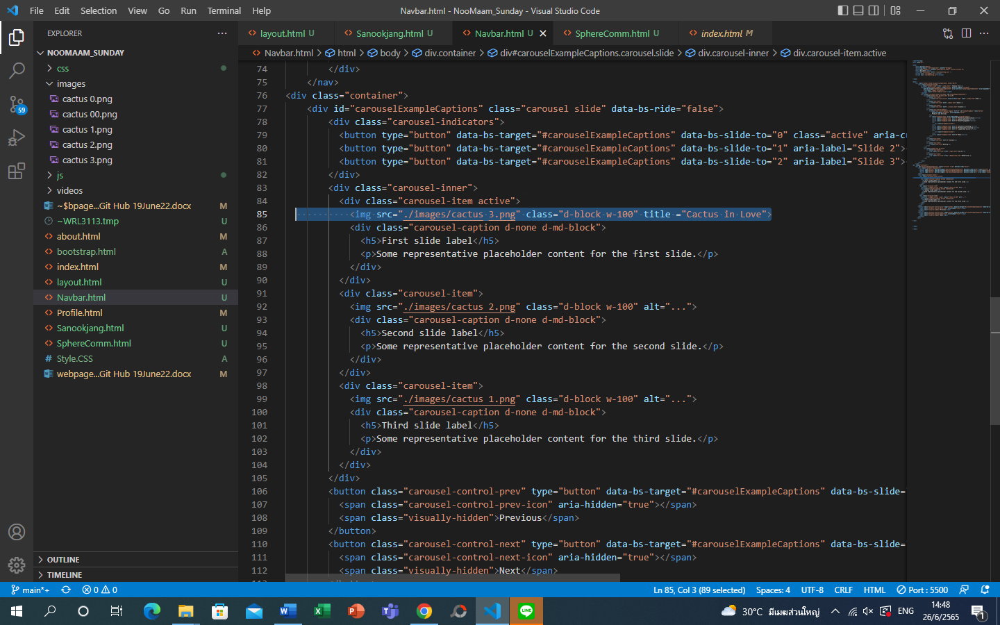 File Edit Selection View Go Run Terminal Help Navbar.html - NooMaam_Sunday - Visual Studio Code
EXPLORER
layout.html U Sanookjang.html U Navbar.html U SphereComm.html U index.html M
Navbar.html > html > body > div.container > div#carouselExampleCaptions.carousel.slide > div.carousel-inner > div.carousel-item.active
NOOMAAM_SUNDAY
css
images
cactus 0.png
cactus 00.png
cactus 1.png
cactus 2.png
cactus 3.png
js
videos
~$bpage...Git Hub 19June22.docx M
~WRL3113.tmp U
about.html M
bootstrap.html A
index.html M
layout.html U
Navbar.html U
Profile.html M
Sanookjang.html U
SphereComm.html U
Style.CSS A
webpage...Git Hub 19June22.docx M
OUTLINE
TIMELINE
59
74 </div>
75 </nav>
76 <div class="container">
77 <div id="carouselExampleCaptions" class="carousel slide" data-bs-ride="false">
78 <div class="carousel-indicators">
79 <button type="button" data-bs-target="#carouselExampleCaptions" data-bs-slide-to="0" class="active" aria-cu
80 <button type="button" data-bs-target="#carouselExampleCaptions" data-bs-slide-to="1" aria-label="Slide 2">
81 <button type="button" data-bs-target="#carouselExampleCaptions" data-bs-slide-to="2" aria-label="Slide 3">
82 </div>
83 <div class="carousel-inner">
84 <div class="carousel-item active">
85 <img src="./images/cactus 3.png" class="d-block w-100" title ="Cactus in Love">
86 <div class="carousel-caption d-none d-md-block">
87 <h5>First slide label</h5>
88 <p>Some representative placeholder content for the first slide.</p>
89 </div>
90 </div>
91 <div class="carousel-item">
92 <img src="./images/cactus 2.png" class="d-block w-100" alt="...">
93 <div class="carousel-caption d-none d-md-block">
94 <h5>Second slide label</h5>
95 <p>Some representative placeholder content for the second slide.</p>
96 </div>
97 </div>
98 <div class="carousel-item">
99 <img src="./images/cactus 1.png" class="d-block w-100" alt="...">
100 <div class="carousel-caption d-none d-md-block">
101 <h5>Third slide label</h5>
102 <p>Some representative placeholder content for the third slide.</p>
103 </div>
104 </div>
105 </div>
106 <button class="carousel-control-prev" type="button" data-bs-target="#carouselExampleCaptions" data-bs-slide=
107 <span class="carousel-control-prev-icon" aria-hidden="true"></span>
108 <span class="visually-hidden">Previous</span>
109 </button>
110 <button class="carousel-control-next" type="button" data-bs-target="#carouselExampleCaptions" data-bs-slide=
111 <span class="carousel-control-next-icon" aria-hidden="true"></span>
112 <span class="visually-hidden">Next</span>
main*+ 0 0 Ln 85, Col 3 (89 selected) Spaces: 4 UTF-8 CRLF HTML Port : 5500
30°C มีเมฆส่วนใหญ่ ENG 14:48
26/6/2565
1